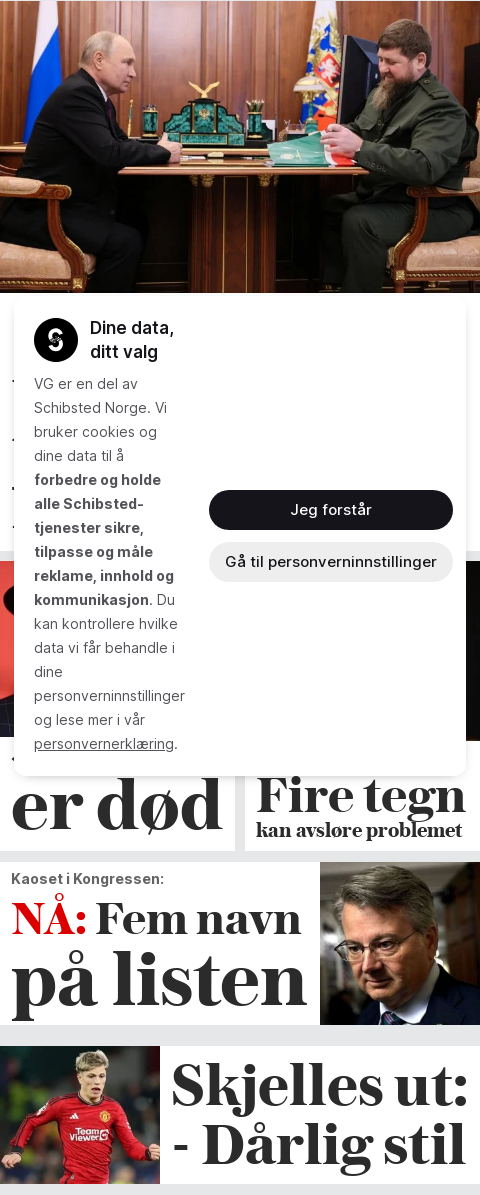 Dine data,
ditt valg
VG er en del av
Schibsted Norge. Vi
bruker cookies og
dine data til å
forbedre og holde
alle Schibsted-
tjenester sikre,
tilpasse og måle
reklame, innhold og
kommunikasjon. Du
kan kontrollere hvilke
data vi får behandle i
dine
personverninnstillinger
og lese mer i vår
personvernerklæring.
Jeg forstår
Gå til personverninnstillinger
er død
Fire tegn
kan avsløre problemet
Kaoset i Kongressen:
NÅ: Fem navn
på listen
TeamViewer
Skjelles ut:
- Dårlig stil